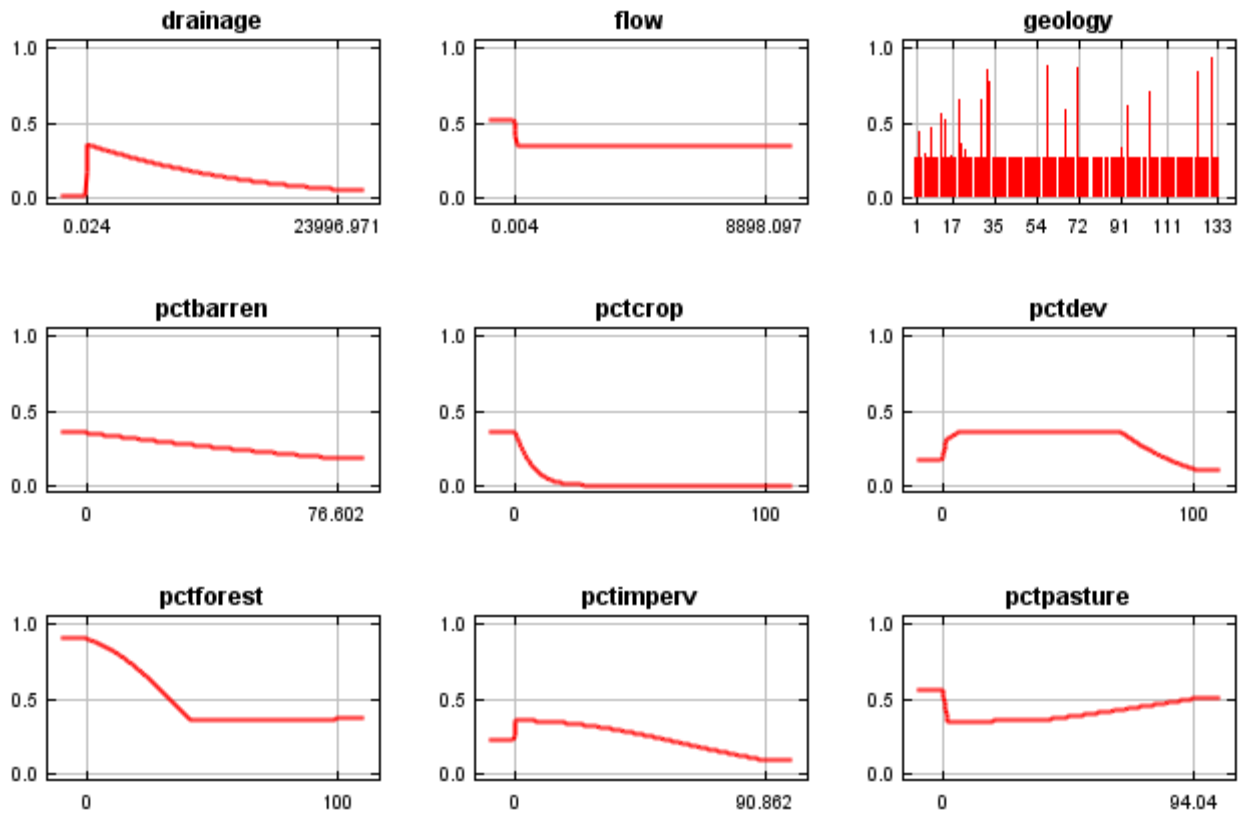 drainage flow geology
1.0 1.0 1.0
0.5 0.5 0.5
0.0 0.0 0.0
0.024 23996.971 0.004 8898.097 1 17 35 54 72 91 111 133
pctbarren pctcrop pctdev
1.0 1.0 1.0
0.5 0.5 0.5
0.0 0.0 0.0
0 76.602 0 100 0 100
pctforest pctimperv pctpasture
1.0 1.0 1.0
0.5 0.5 0.5
0.0 0.0 0.0
0 100 0 90.862 0 94.04